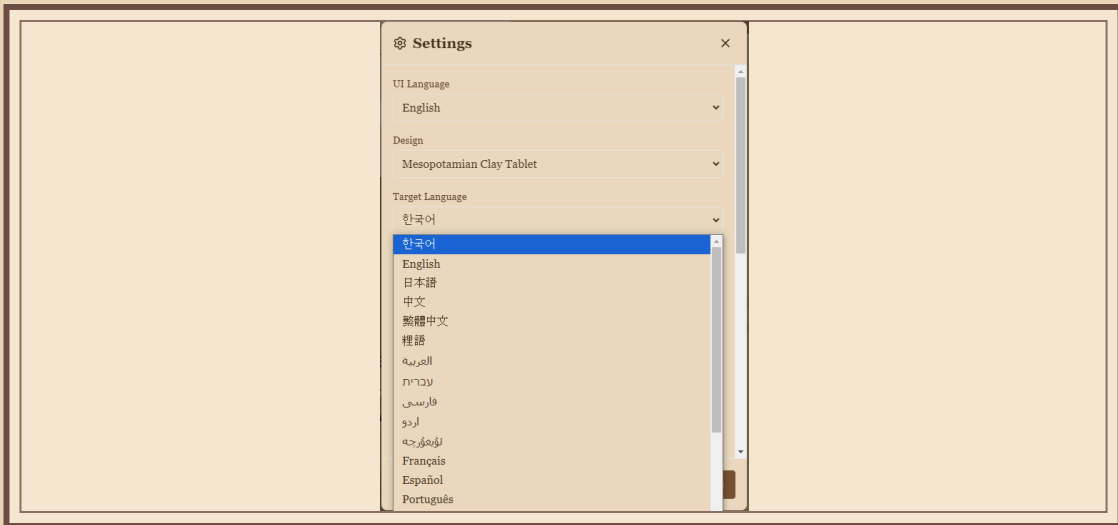 Settings
UI Language
English
Design
Mesopotamian Clay Tablet
Target Language
한국어
한국어
English
日本語
中文
繁體中文
粴語
العربية
עברית
فارسی
اردو
ئۇيغۇرچە
Français
Español
Português